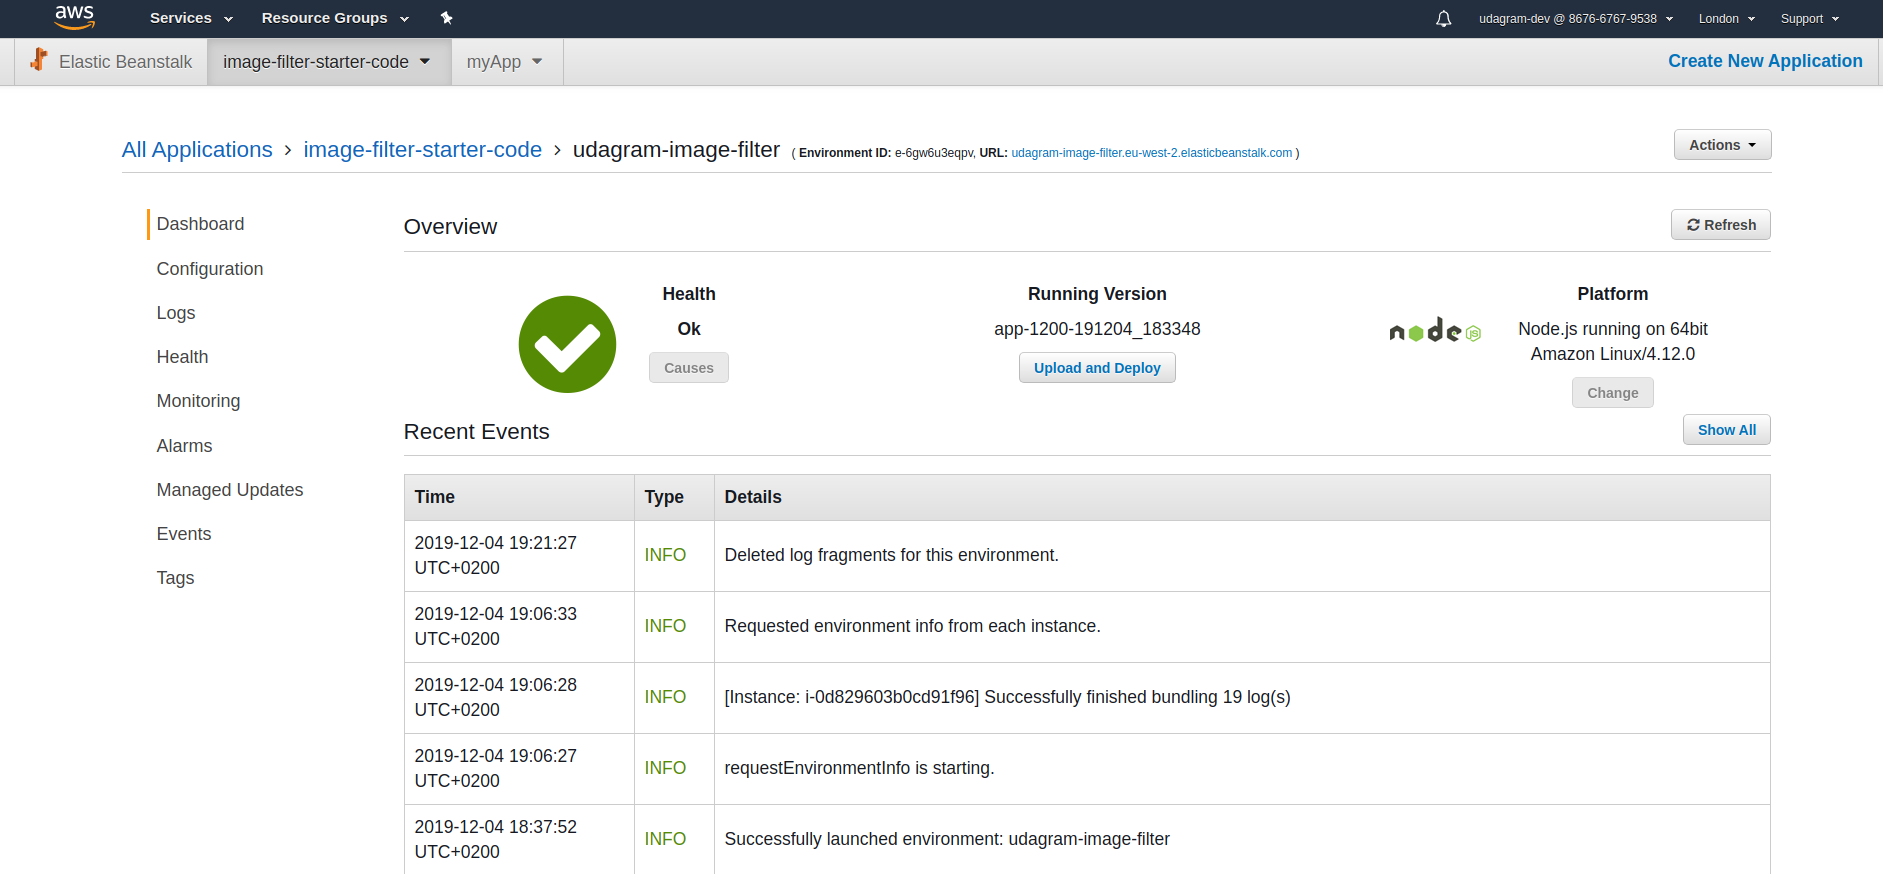 aws Services Resource Groups udagram-dev @ 8676-6767-9538 London Support
Elastic Beanstalk image-filter-starter-code myApp Create New Application
All Applications › image-filter-starter-code › udagram-image-filter ( Environment ID: e-6gw6u3eqpv, URL: udagram-image-filter.eu-west-2.elasticbeanstalk.com )
Actions
Dashboard
Configuration
Logs
Health
Monitoring
Alarms
Managed Updates
Events
Tags
Overview
Refresh
Health
Ok
Causes
Running Version
app-1200-191204_183348
Upload and Deploy
node JS
Platform
Node.js running on 64bit
Amazon Linux/4.12.0
Change
Recent Events
Show All
Time Type Details
2019-12-04 19:21:27
UTC+0200
INFO
Deleted log fragments for this environment.
2019-12-04 19:06:33
UTC+0200
INFO
Requested environment info from each instance.
2019-12-04 19:06:28
UTC+0200
INFO
[Instance: i-0d829603b0cd91f96] Successfully finished bundling 19 log(s)
2019-12-04 19:06:27
UTC+0200
INFO
requestEnvironmentInfo is starting.
2019-12-04 18:37:52
UTC+0200
INFO
Successfully launched environment: udagram-image-filter